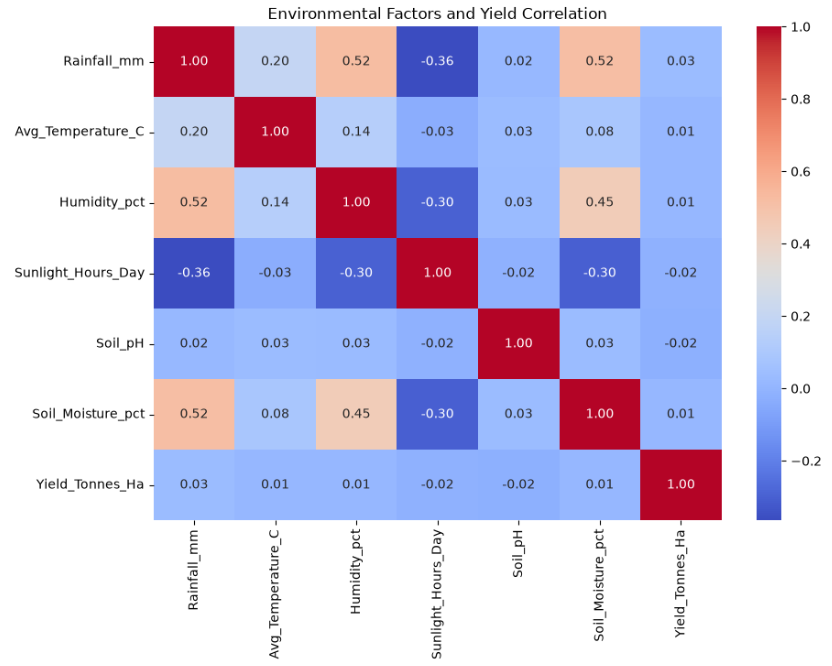 Environmental Factors and Yield Correlation
Rainfall_mm 1.00 0.20 0.52 -0.36 0.02 0.52 0.03
Avg_Temperature_C 0.20 1.00 0.14 -0.03 0.03 0.08 0.01
Humidity_pct 0.52 0.14 1.00 -0.30 0.03 0.45 0.01
Sunlight_Hours_Day -0.36 -0.03 -0.30 1.00 -0.02 -0.30 -0.02
Soil_pH 0.02 0.03 0.03 -0.02 1.00 0.03 -0.02
Soil_Moisture_pct 0.52 0.08 0.45 -0.30 0.03 1.00 0.01
Yield_Tonnes_Ha 0.03 0.01 0.01 -0.02 -0.02 0.01 1.00
Rainfall_mm
Avg_Temperature_C
Humidity_pct
Sunlight_Hours_Day
Soil_pH
Soil_Moisture_pct
Yield_Tonnes_Ha
1.0
0.8
0.6
0.4
0.2
0.0
−0.2